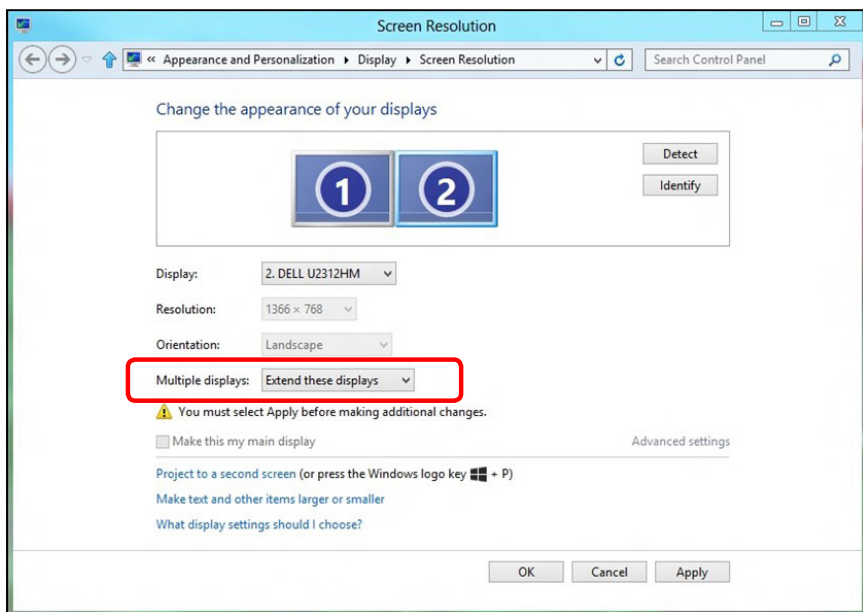 Screen Resolution
« Appearance and Personalization ▸ Display ▸ Screen Resolution
Search Control Panel
Change the appearance of your displays
1 2
Detect
Identify
Display: 2. DELL U2312HM
Resolution: 1366 × 768
Orientation: Landscape
Multiple displays: Extend these displays
You must select Apply before making additional changes.
Make this my main display Advanced settings
Project to a second screen (or press the Windows logo key + P)
Make text and other items larger or smaller
What display settings should I choose?
OK Cancel Apply